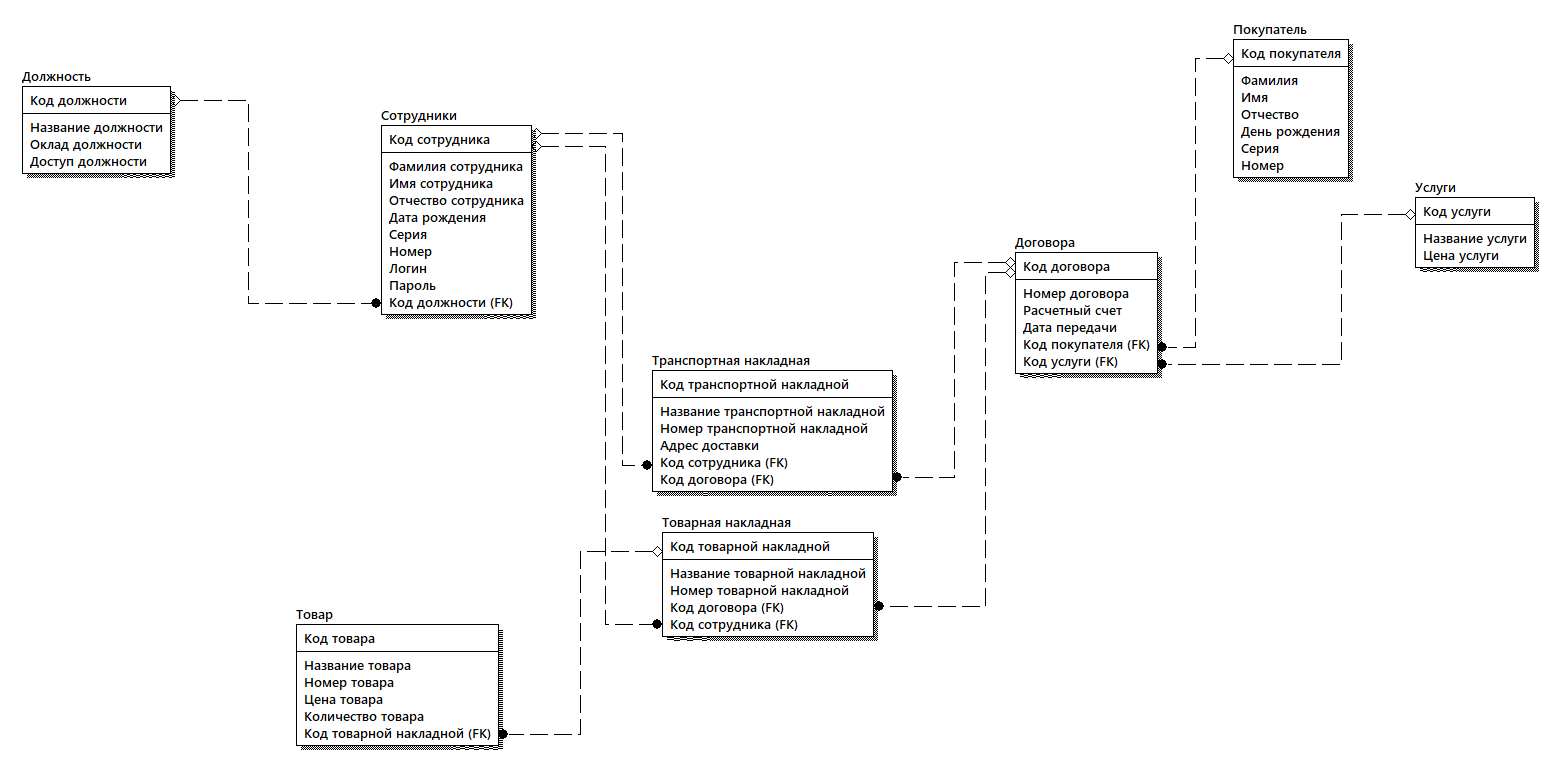 Должность
Код должности
Название должности
Оклад должности
Доступ должности
Сотрудники
Код сотрудника
Фамилия сотрудника
Имя сотрудника
Отчество сотрудника
Дата рождения
Серия
Номер
Логин
Пароль
Код должности (FK)
Транспортная накладная
Код транспортной накладной
Название транспортной накладной
Номер транспортной накладной
Адрес доставки
Код сотрудника (FK)
Код договора (FK)
Товарная накладная
Код товарной накладной
Название товарной накладной
Номер товарной накладной
Код договора (FK)
Код сотрудника (FK)
Товар
Код товара
Название товара
Номер товара
Цена товара
Количество товара
Код товарной накладной (FK)
Договора
Код договора
Номер договора
Расчетный счет
Дата передачи
Код покупателя (FK)
Код услуги (FK)
Покупатель
Код покупателя
Фамилия
Имя
Отчество
День рождения
Серия
Номер
Услуги
Код услуги
Название услуги
Цена услуги